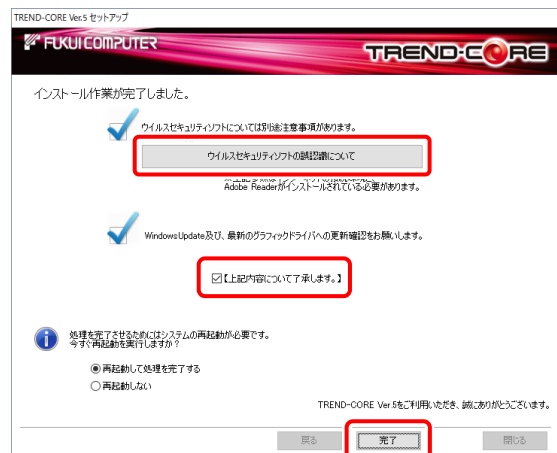 TREND-CORE Ver.5 セットアップ
FUKUI COMPUTER
TREND-CORE
インストール作業が完了しました。
ウイルスセキュリティソフトについては別途注意事項があります。
ウイルスセキュリティソフトの誤認識について
Adobe Readerがインストールされている必要があります。
WindowsUpdate及び、最新のグラフィックドライバへの更新確認をお願いします。
【上記内容について了承します。】
処理を完了させるためにはシステムの再起動が必要です。
今すぐ再起動を実行しますか？
再起動して処理を完了する
再起動しない
TREND-CORE Ver.5をご利用いただき、誠にありがとうございます。
戻る
完了
閉じる